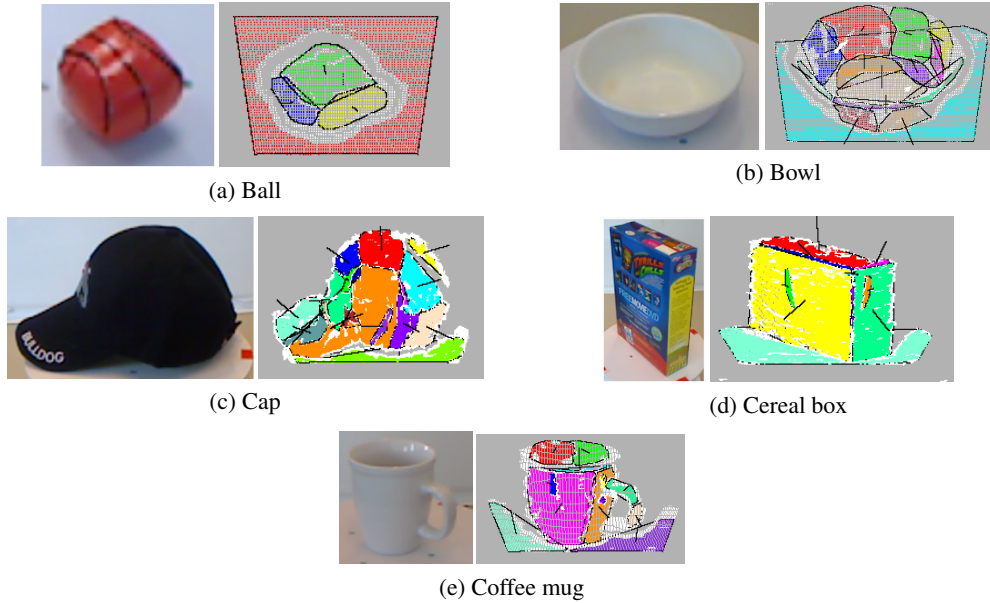 (a) Ball
(b) Bowl
BULLDOG
(c) Cap
(d) Cereal box
(e) Coffee mug